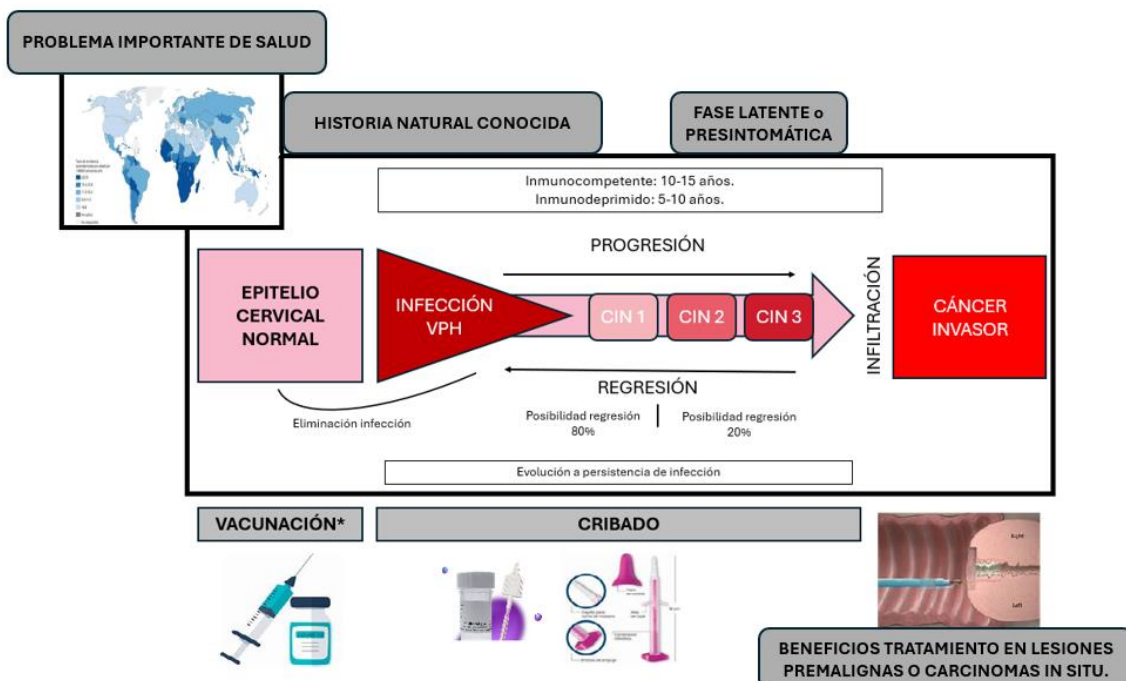 PROBLEMA IMPORTANTE DE SALUD
HISTORIA NATURAL CONOCIDA
FASE LATENTE o
PRESINTOMÁTICA
Inmunocompetente: 10-15 años.
Inmunodeprimido: 5-10 años.
PROGRESIÓN
EPITELIO
CERVICAL
NORMAL
INFECCIÓN
VPH
CIN 1
CIN 2
CIN 3
INFILTRACIÓN
CÁNCER
INVASOR
REGRESIÓN
Eliminación infección
Posibilidad regresión
80%
Posibilidad regresión
20%
Evolución a persistencia de infección
VACUNACIÓN*
CRIBADO
BENEFICIOS TRATAMIENTO EN LESIONES
PREMALIGNAS O CARCINOMAS IN SITU.